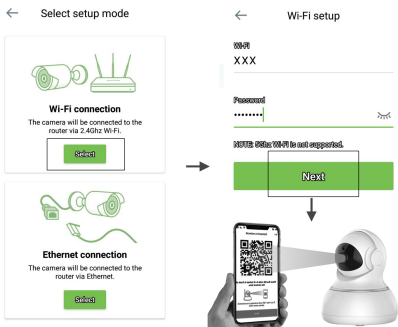 Select setup mode
Wi-Fi connection
The camera will be connected to the
router via 2.4Ghz Wi-Fi.
Select
Ethernet connection
The camera will be connected to the
router via Ethernet.
Select
Wi-Fi setup
Wi-Fi
XXX
Password
••••••••
NOTE: 5Ghz Wi-Fi is not supported.
Next